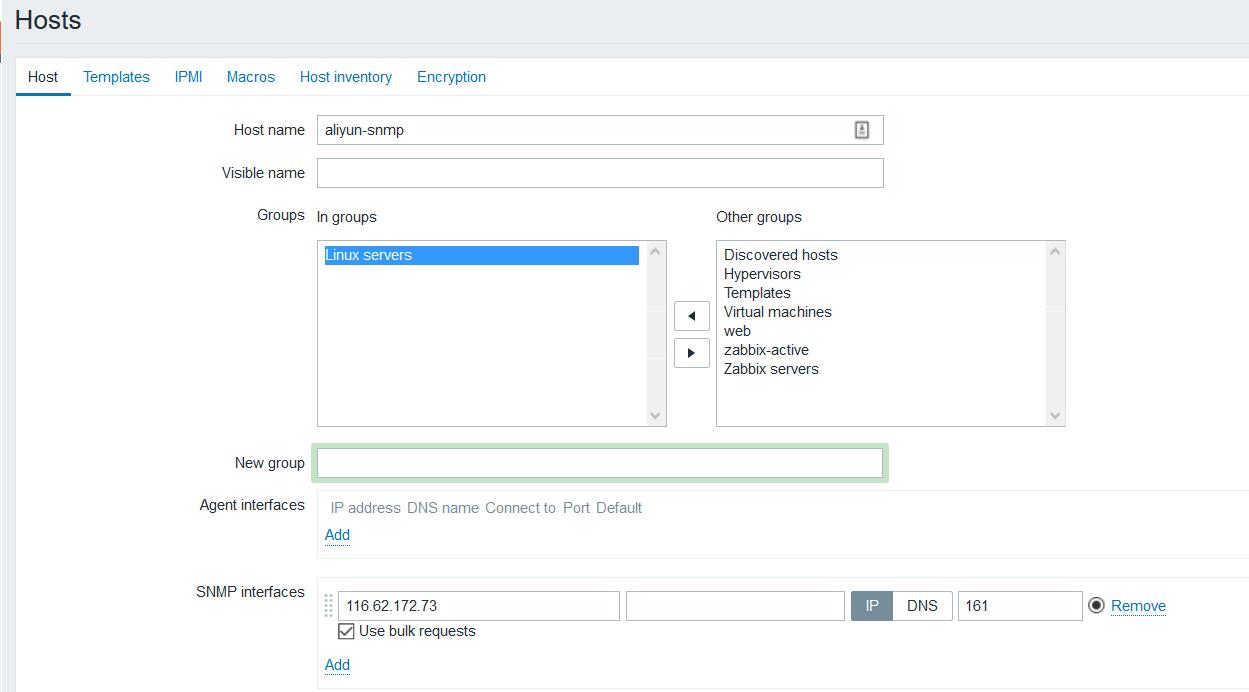 Hosts
Host Templates IPMI Macros Host inventory Encryption
Host name aliyun-snmp
Visible name
Groups In groups Other groups
Linux servers
Discovered hosts
Hypervisors
Templates
Virtual machines
web
zabbix-active
Zabbix servers
New group
Agent interfaces IP address DNS name Connect to Port Default
Add
SNMP interfaces 116.62.172.73 IP DNS 161 Remove
Use bulk requests
Add